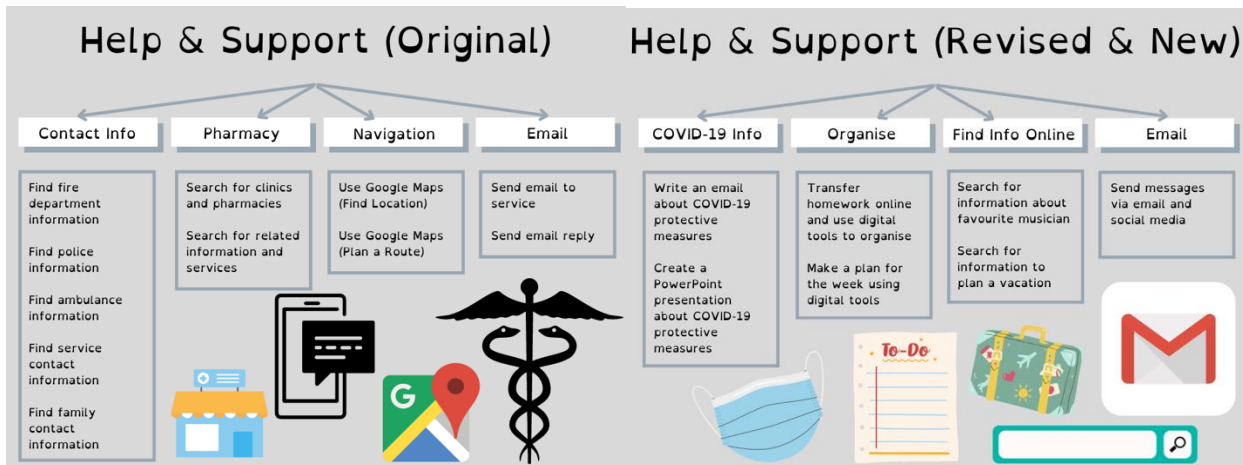 Help & Support (Original)
Contact Info
Find fire
department
information
Find police
information
Find ambulance
information
Find service
contact
information
Find family
contact
information
Pharmacy
Search for clinics
and pharmacies
Search for related
information and
services
Navigation
Use Google Maps
(Find Location)
Use Google Maps
(Plan a Route)
Email
Send email to
service
Send email reply
G
Help & Support (Revised & New)
COVID-19 Info
Write an email
about COVID-19
protective
measures
Create a
PowerPoint
presentation
about COVID-19
protective
measures
Organise
Transfer
homework online
and use digital
tools to organise
Make a plan for
the week using
digital tools
To-Do
Find Info Online
Search for
information about
favourite musician
Search for
information to
plan a vacation
Email
Send messages
via email and
social media